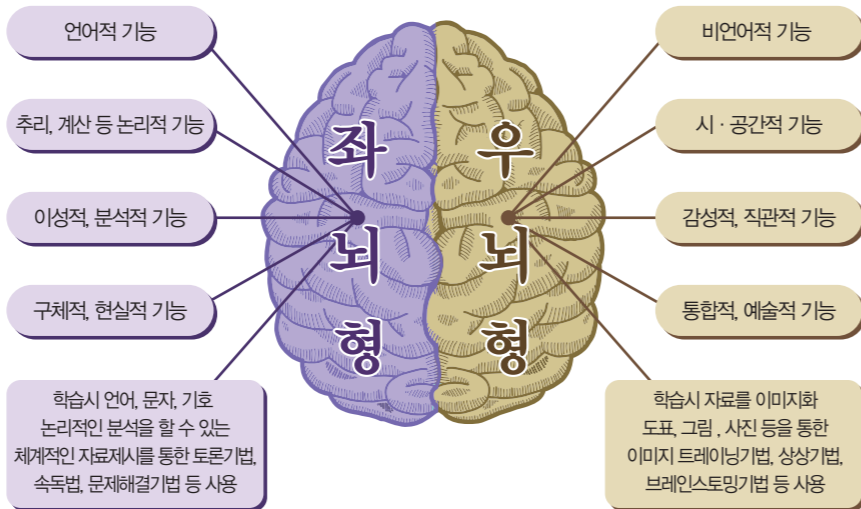 언어적 기능
추리, 계산 등 논리적 기능
이성적, 분석적 기능
구체적, 현실적 기능
학습시 언어, 문자, 기호
논리적인 분석을 할 수 있는
체계적인 자료제시를 통한 토론기법,
속독법, 문제해결기법 등 사용
좌뇌형
우뇌형
비언어적 기능
시 · 공간적 기능
감성적, 직관적 기능
통합적, 예술적 기능
학습시 자료를 이미지화
도표, 그림 , 사진 등을 통한
이미지 트레이닝기법, 상상기법,
브레인스토밍기법 등 사용